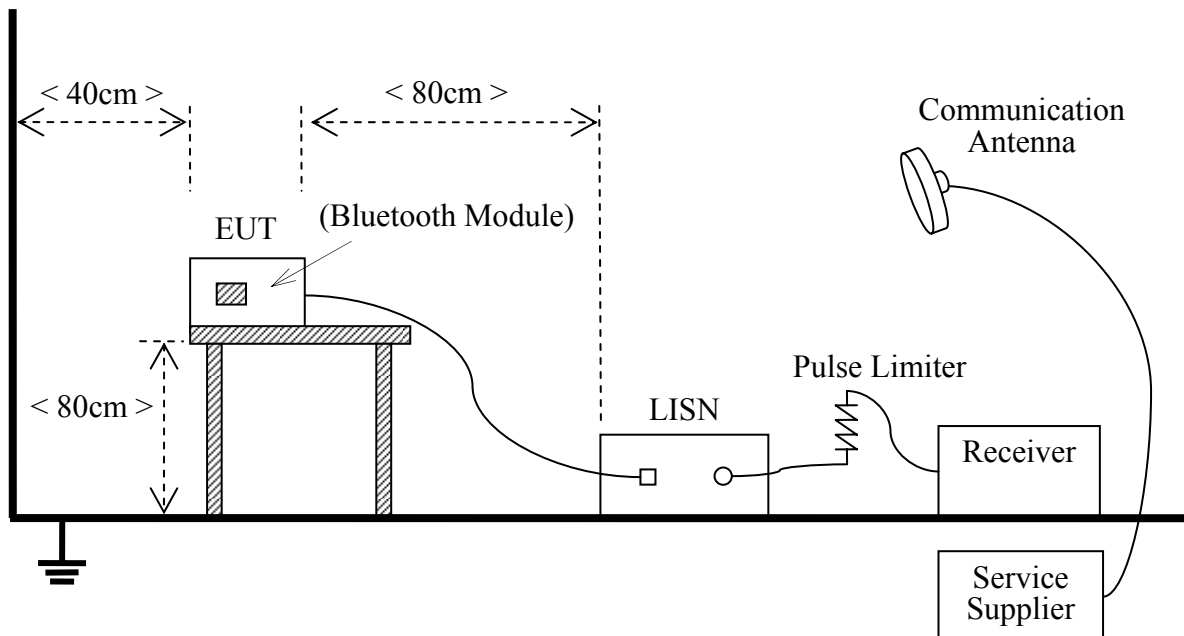 < 40cm >
< 80cm >
Communication
Antenna
(Bluetooth Module)
EUT
Pulse Limiter
< 80cm >
LISN
Receiver
Service
Supplier